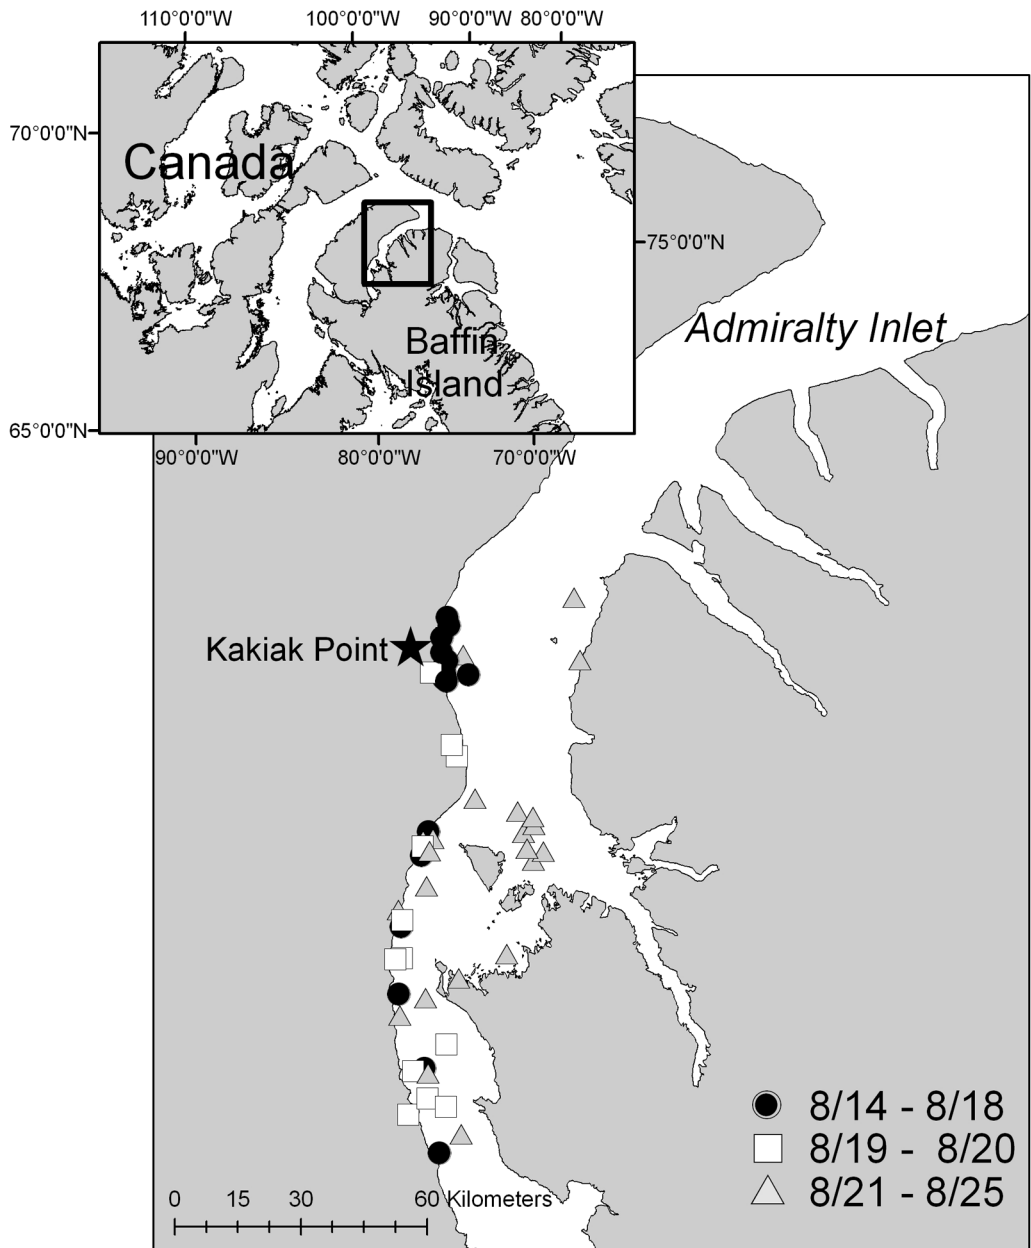 110°0'0"W 100°0'0"W 90°0'0"W 80°0'0"W
70°0'0"N
Canada
75°0'0"N
Admiralty Inlet
Baffin
Island
65°0'0"N
90°0'0"W 80°0'0"W 70°0'0"W
Kakiak Point
8/14 - 8/18
8/19 - 8/20
8/21 - 8/25
0 15 30 60 Kilometers